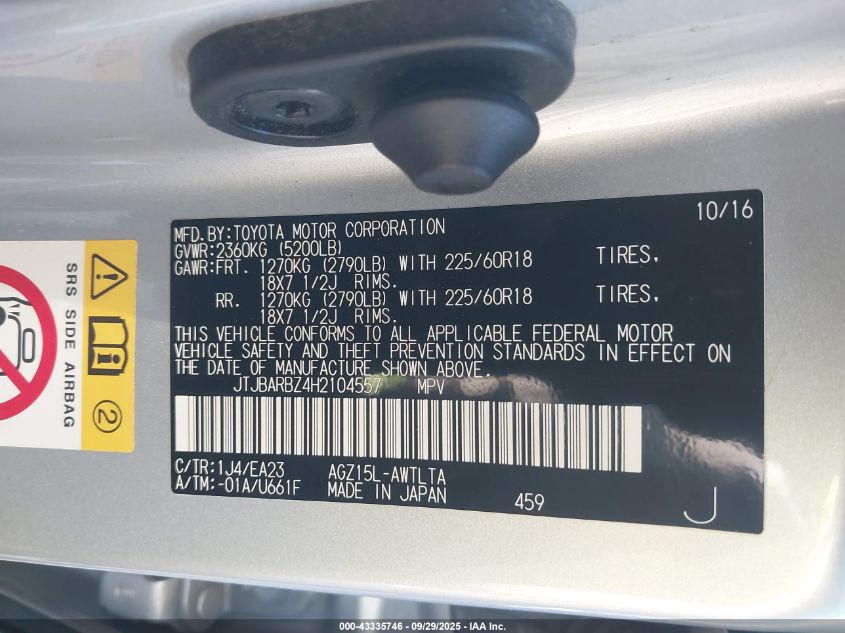 10/16
MFD.BY:TOYOTA MOTOR CORPORATION
GVWR:2360KG (5200LB)
GAWR:FRT. 1270KG (2790LB) WITH 225/60R18 TIRES,
18X7 1/2J RIMS.
RR. 1270KG (2790LB) WITH 225/60R18 TIRES,
18X7 1/2J RIMS.
THIS VEHICLE CONFORMS TO ALL APPLICABLE FEDERAL MOTOR
VEHICLE SAFETY AND THEFT PREVENTION STANDARDS IN EFFECT ON
THE DATE OF MANUFACTURE SHOWN ABOVE.
JTJBARBZ4H2104557 MPV
C/TR:1J4/EA23 AGZ15L-AWTLTA
A/TM:-01A/U661F MADE IN JAPAN 459 J
SRS SIDE AIRBAG
2
000-43335746 - 09/29/2025 - IAA Inc.